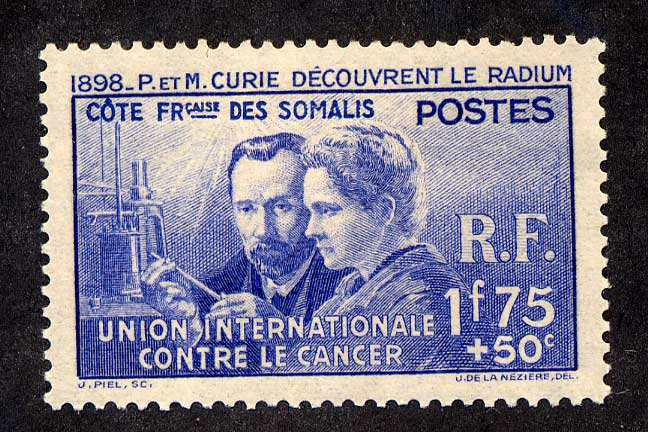 1898_P. ET M. CURIE DÉCOUVRENT LE RADIUM
CÔTE FRÇAISE DES SOMALIS POSTES
R.F.
1f75
+50c
UNION INTERNATIONALE
CONTRE LE CANCER
J. PIEL, SC. J. DE LA NÉZIÈRE, DEL.